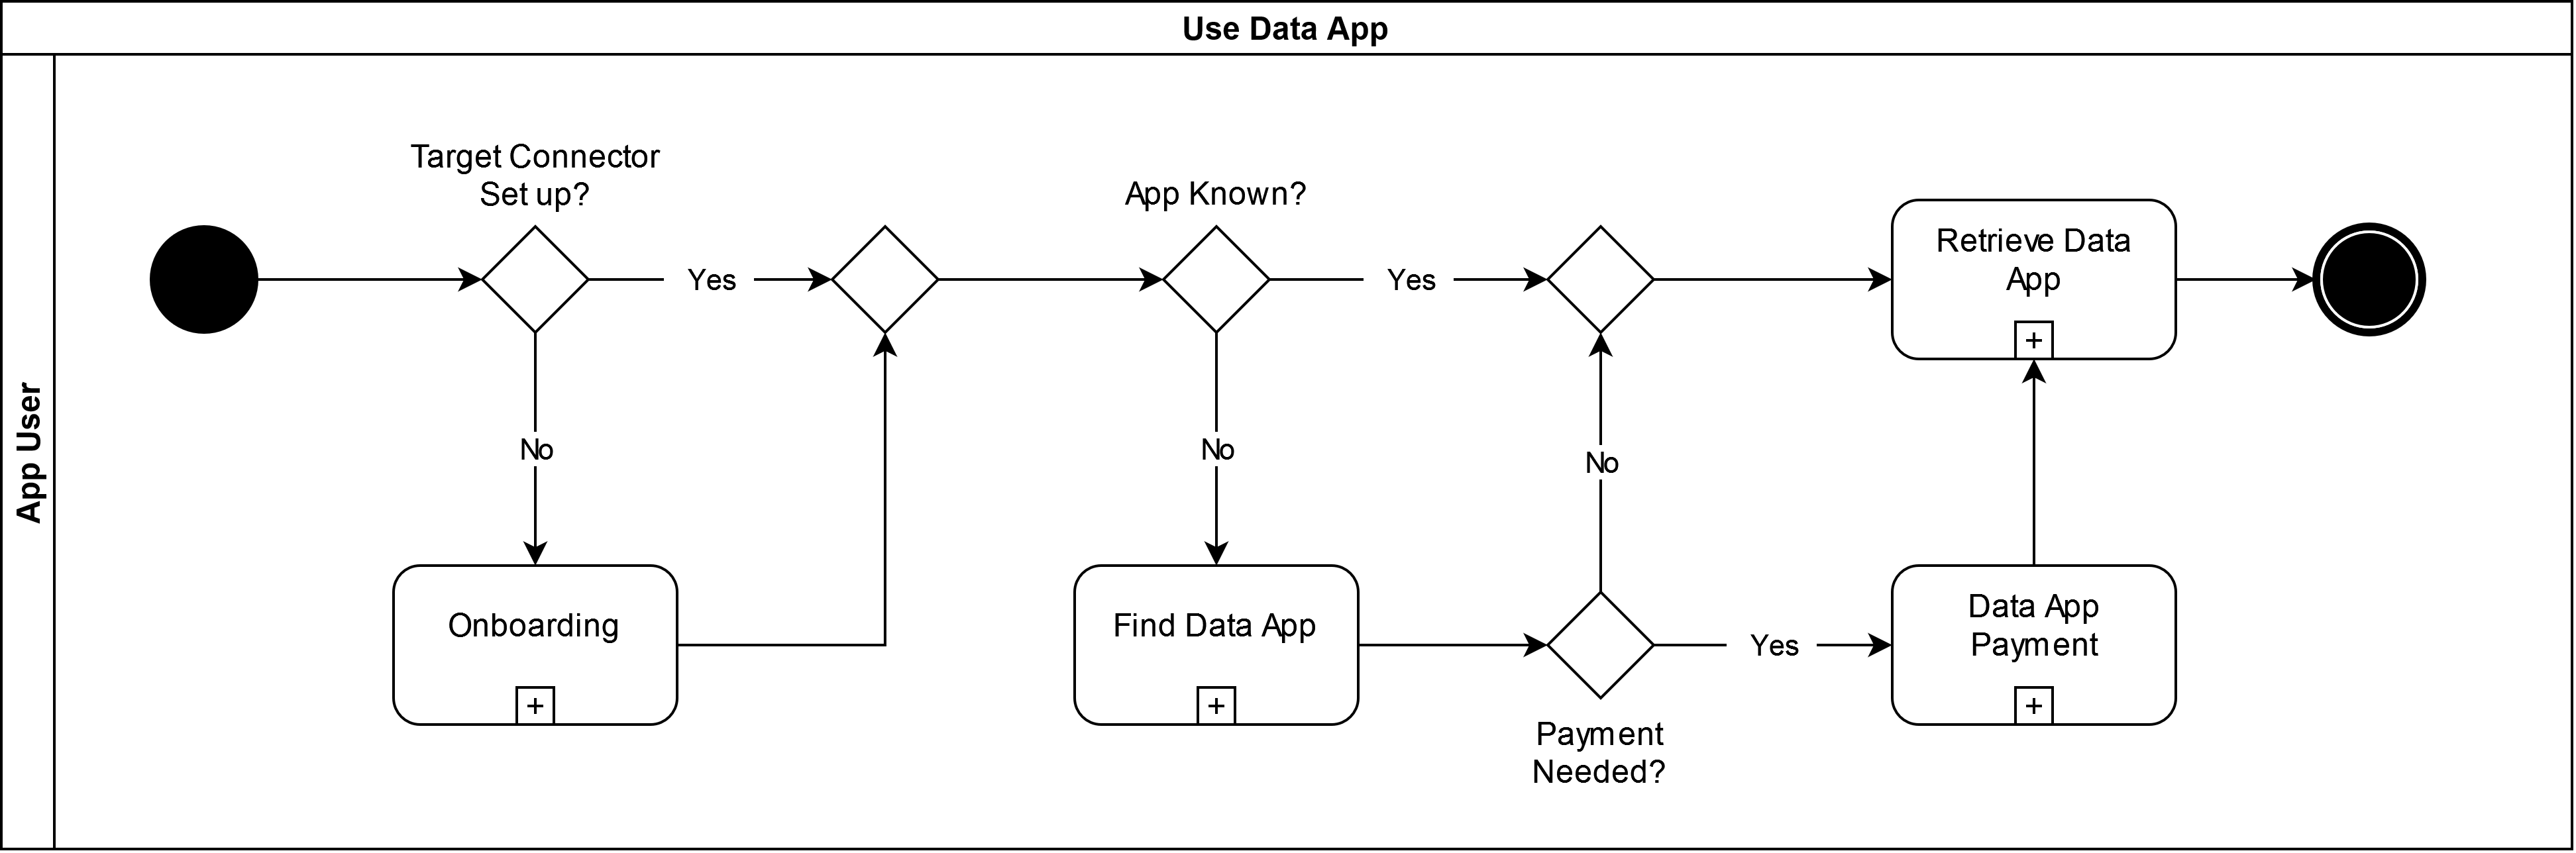 Use Data App
App User
Target Connector
Set up?
Yes
No
Onboarding
+
App Known?
Yes
No
Find Data App
+
No
Payment
Needed?
Yes
Retrieve Data
App
+
Data App
Payment
+